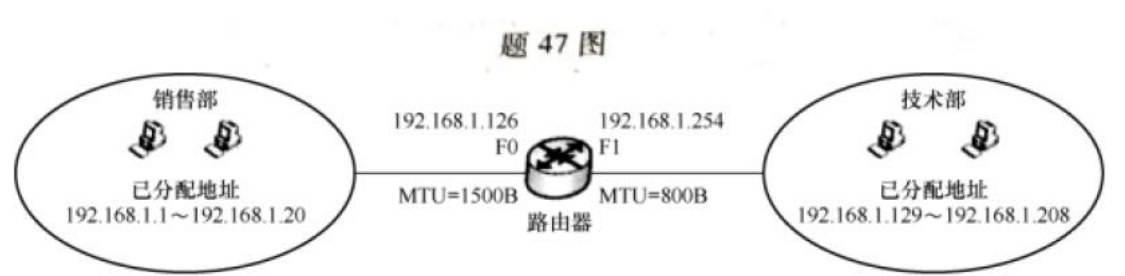 题 47 图
销售部
已分配地址
192.168.1.1～192.168.1.20
192.168.1.126
F0
MTU=1500B
192.168.1.254
F1
MTU=800B
路由器
技术部
已分配地址
192.168.1.129～192.168.1.208